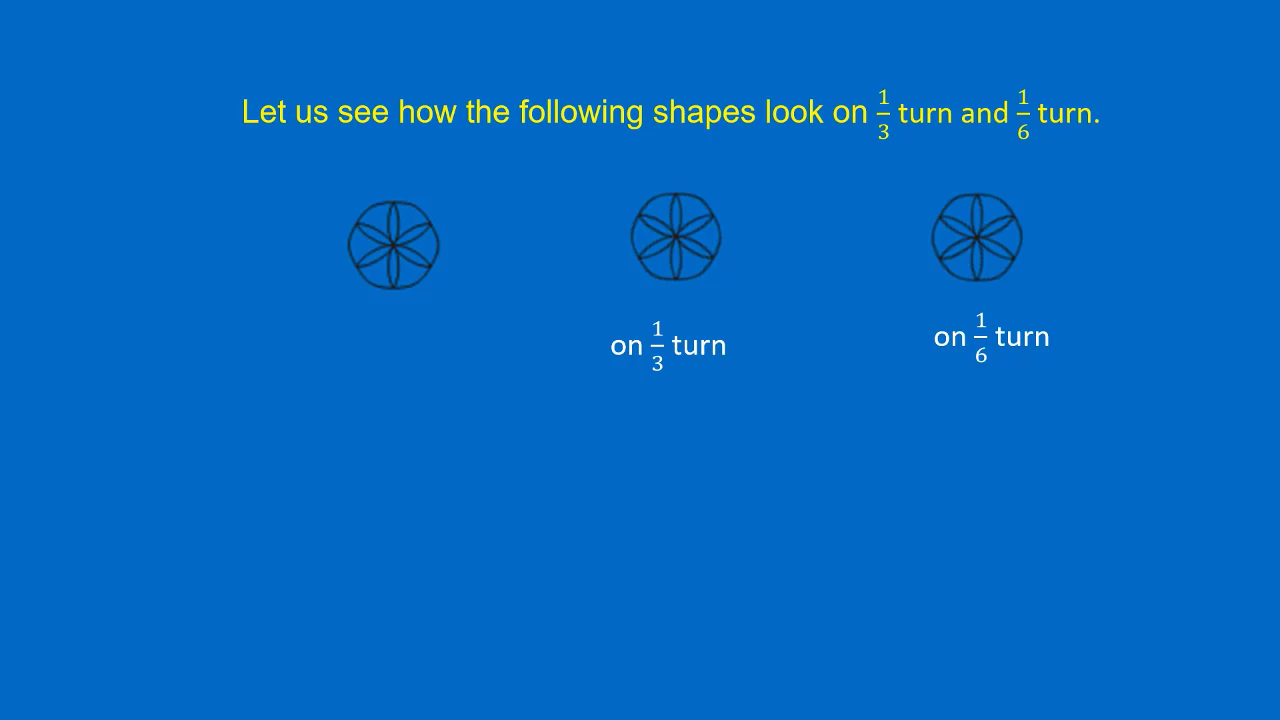 Let us see how the following shapes look on 1/3 turn and 1/6 turn.
on 1/3 turn
on 1/6 turn